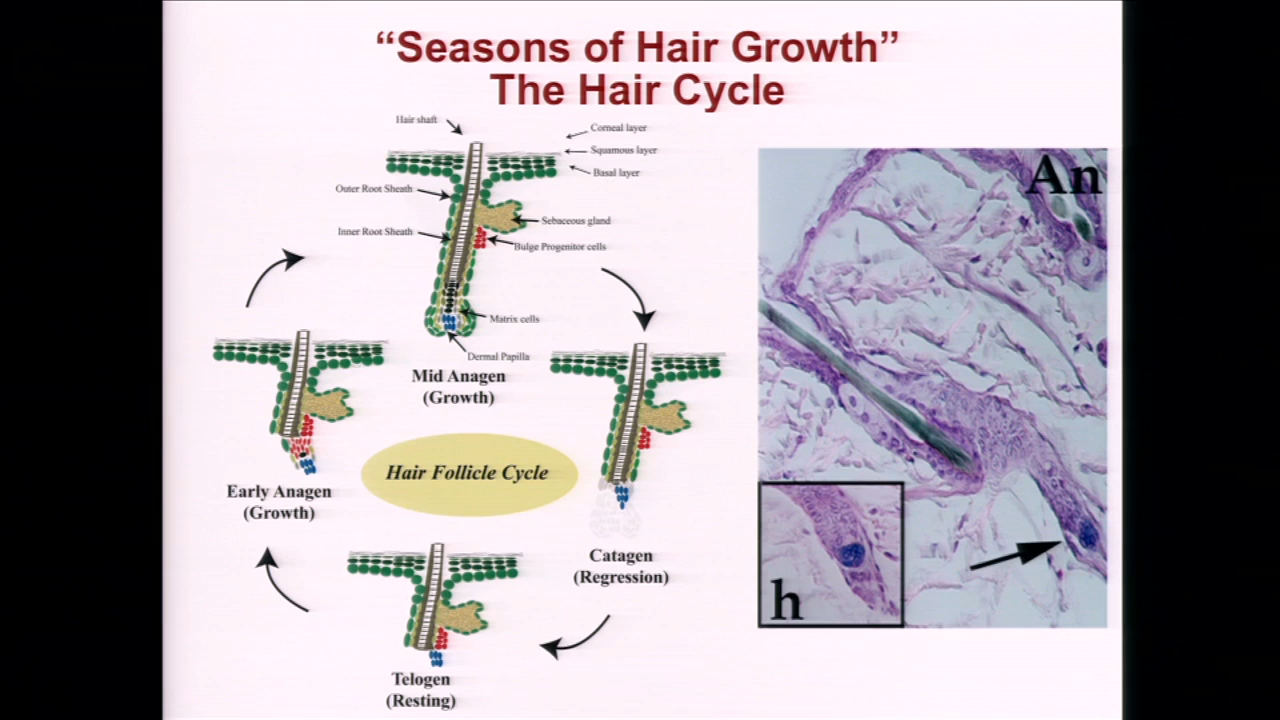 “Seasons of Hair Growth”
The Hair Cycle
Hair shaft
Corneal layer
Squamous layer
Basal layer
Outer Root Sheath
Sebaceous gland
Inner Root Sheath
Bulge Progenitor cells
Matrix cells
Dermal Papilla
Mid Anagen
(Growth)
Hair Follicle Cycle
Early Anagen
(Growth)
Catagen
(Regression)
Telogen
(Resting)
An
h